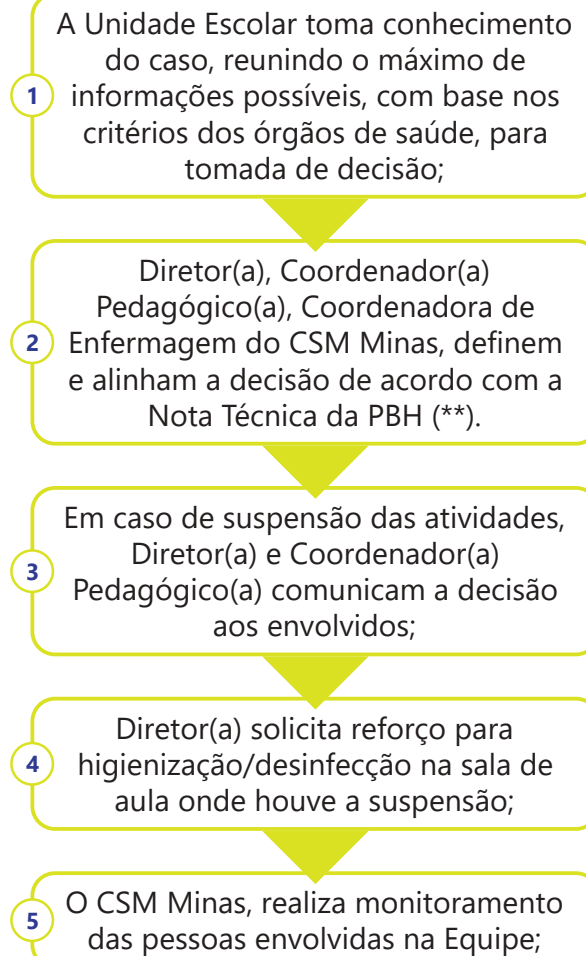 A Unidade Escolar toma conhecimento
do caso, reunindo o máximo de
1
informações possíveis, com base nos
critérios dos órgãos de saúde, para
tomada de decisão;
Diretor(a), Coordenador(a)
Pedagógico(a), Coordenadora de
2
Enfermagem do CSM Minas, definem
e alinham a decisão de acordo com a
Nota Técnica da PBH (**).
Em caso de suspensão das atividades,
Diretor(a) e Coordenador(a)
3
Pedagógico(a) comunicam a decisão
aos envolvidos;
Diretor(a) solicita reforço para
4
higienização/desinfecção na sala de
aula onde houve a suspensão;
5
O CSM Minas, realiza monitoramento
das pessoas envolvidas na Equipe;